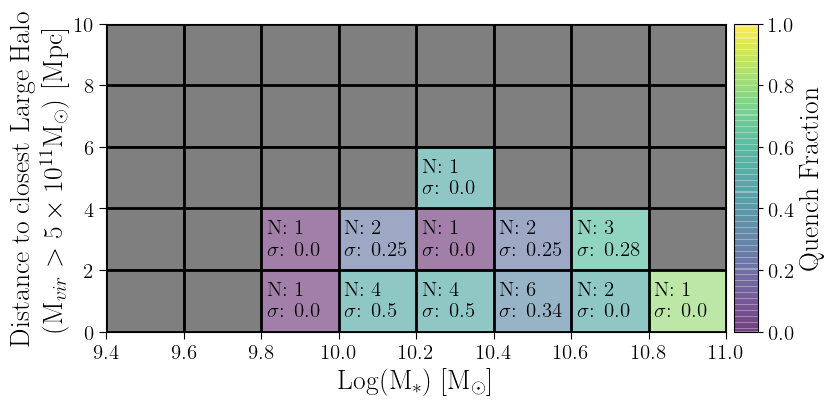 Distance to closest Large Halo
(M_vir > 5 × 10^11 M_⊙) [Mpc]
10
8
6
4
2
0
N: 1
σ: 0.0
N: 1
σ: 0.0
N: 2
σ: 0.25
N: 1
σ: 0.0
N: 2
σ: 0.25
N: 3
σ: 0.28
N: 1
σ: 0.0
N: 4
σ: 0.5
N: 4
σ: 0.5
N: 6
σ: 0.34
N: 2
σ: 0.0
N: 1
σ: 0.0
9.4 9.6 9.8 10.0 10.2 10.4 10.6 10.8 11.0
Log(M_*) [M_⊙]
1.0
0.8
0.6
0.4
0.2
0.0
Quench Fraction